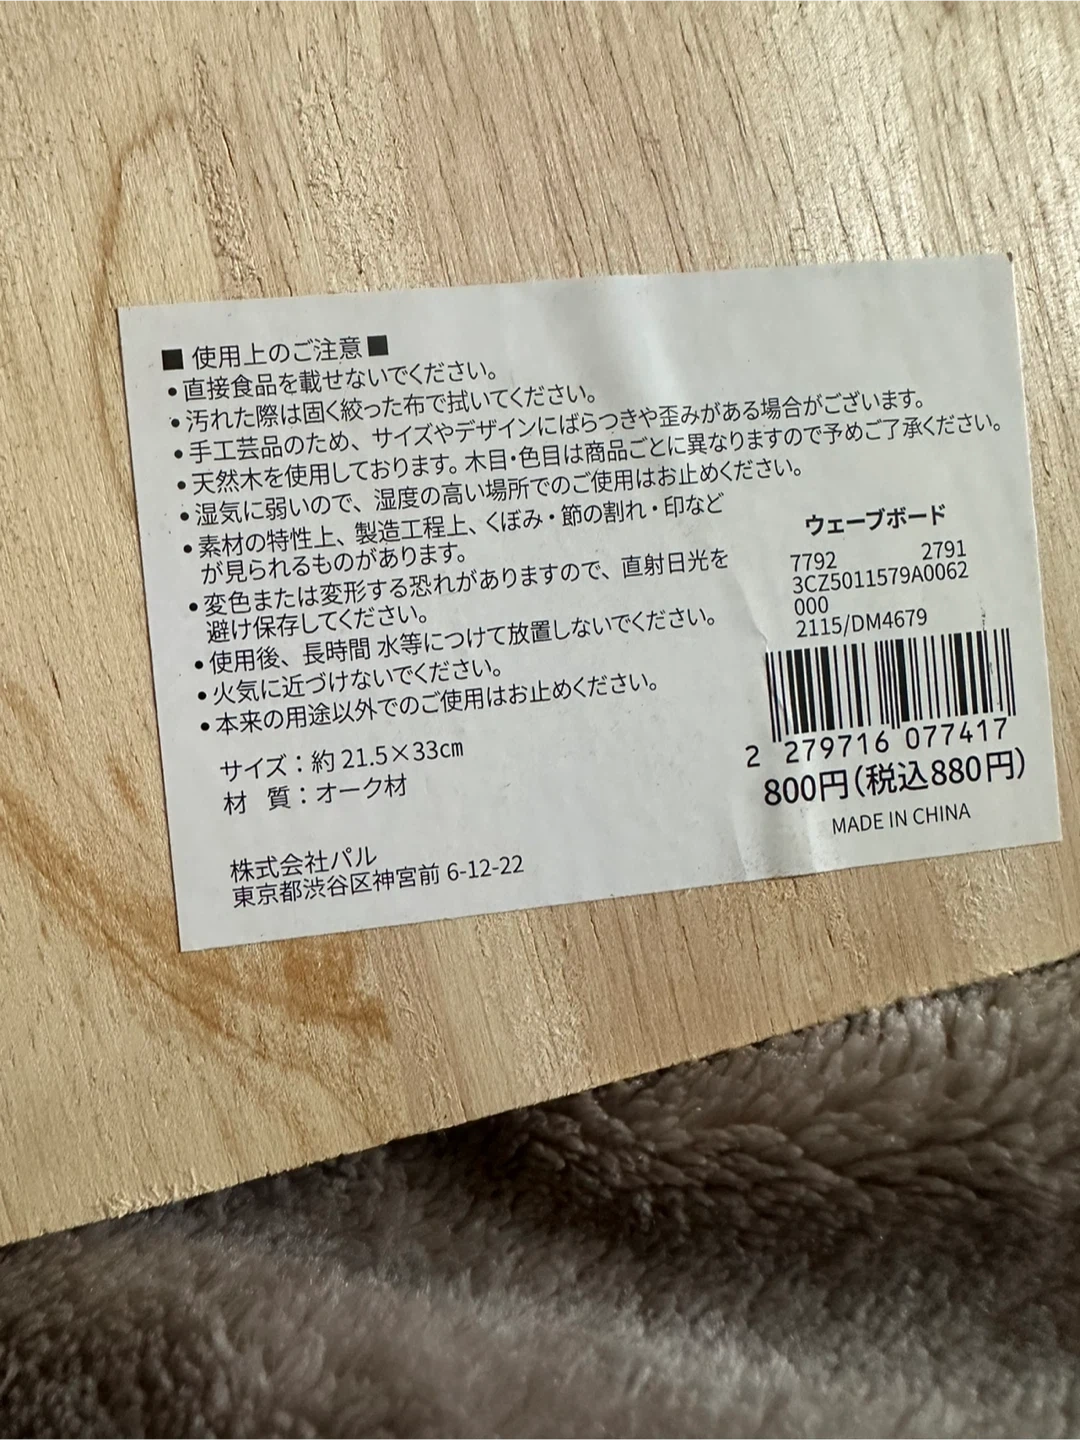 ■ 使用上のご注意 ■
• 直接食品を載せないでください。
• 汚れた際は固く絞った布で拭いてください。
• 手工芸品のため、サイズやデザインにばらつきや歪みがある場合がございます。
• 天然木を使用しております。木目・色目は商品ごとに異なりますので予めご了承ください。
• 湿気に弱いので、湿度の高い場所でのご使用はお止めください。
• 素材の特性上、製造工程上、くぼみ・節の割れ・印など
が見られるものがあります。
• 変色または変形する恐れがありますので、直射日光を
避け保存してください。
• 使用後、長時間 水等につけて放置しないでください。
• 火気に近づけないでください。
• 本来の用途以外でのご使用はお止めください。
サイズ：約 21.5×33㎝
材 質：オーク材
株式会社パル
東京都渋谷区神宮前 6-12-22
ウェーブボード
7792 2791
3CZ5011579A0062
000
2115/DM4679
2 279716 077417
800円(税込880円)
MADE IN CHINA